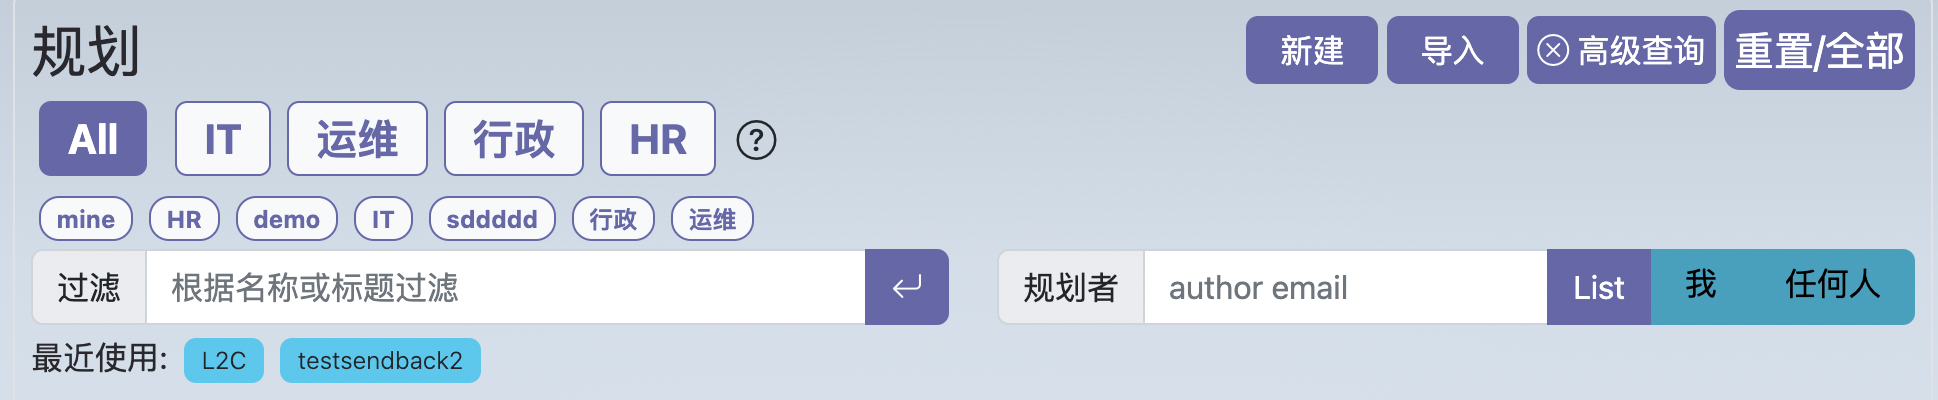 规划 新建 导入 高级查询 重置/全部
All IT 运维 行政 HR ?
mine HR demo IT sddddd 行政 运维
过滤 根据名称或标题过滤 规划者 author email List 我 任何人
最近使用: L2C testsendback2